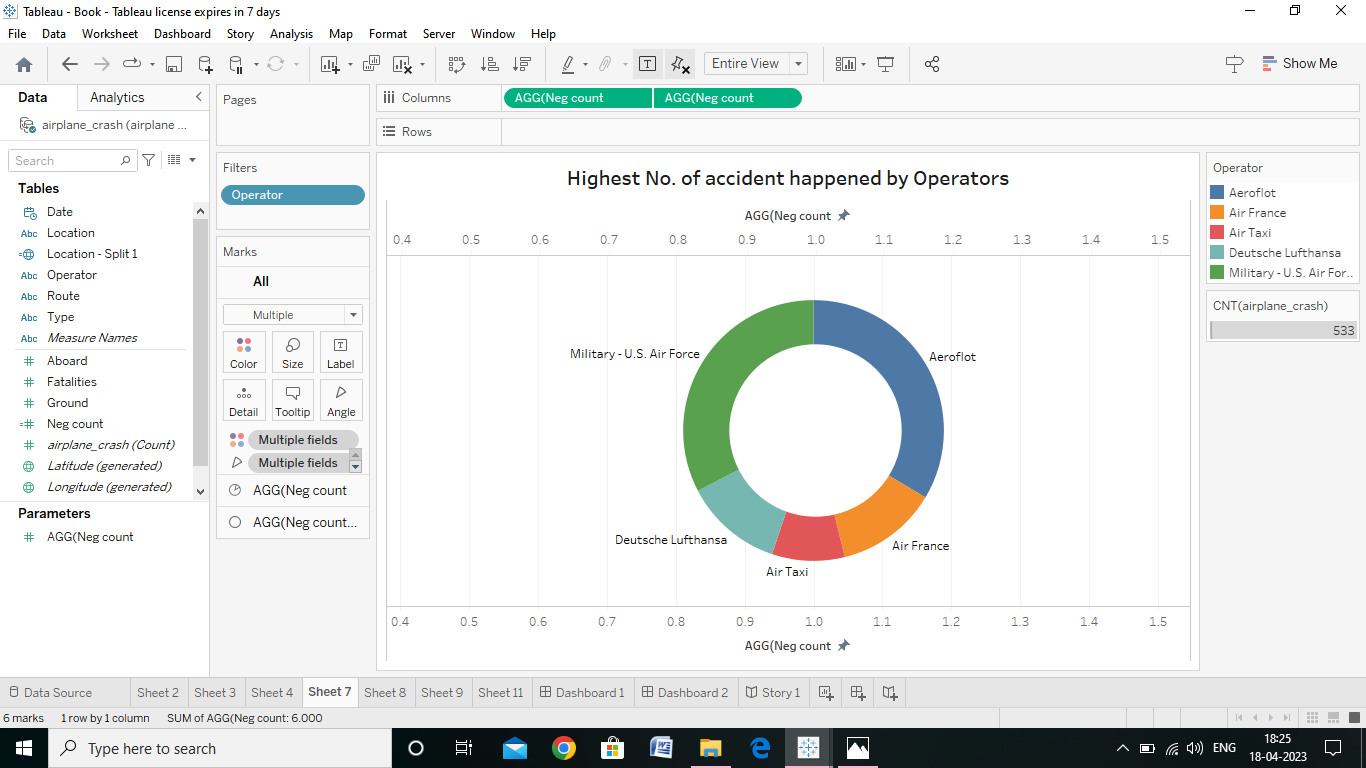 Tableau - Book - Tableau license expires in 7 days
File Data Worksheet Dashboard Story Analysis Map Format Server Window Help
Entire View
Show Me
Data Analytics
airplane_crash (airplane ...
Search
Tables
Date
Abc Location
Location - Split 1
Abc Operator
Abc Route
Abc Type
Abc Measure Names
Aboard
Fatalities
Ground
Neg count
airplane_crash (Count)
Latitude (generated)
Longitude (generated)
Parameters
AGG(Neg count
Pages
Filters
Operator
Marks
All
Multiple
Color Size Label
Detail Tooltip Angle
Multiple fields
Multiple fields
AGG(Neg count
AGG(Neg count...
Columns AGG(Neg count AGG(Neg count
Rows
Highest No. of accident happened by Operators
AGG(Neg count
0.4 0.5 0.6 0.7 0.8 0.9 1.0 1.1 1.2 1.3 1.4 1.5
Military - U.S. Air Force
Aeroflot
Deutsche Lufthansa
Air France
Air Taxi
0.4 0.5 0.6 0.7 0.8 0.9 1.0 1.1 1.2 1.3 1.4 1.5
AGG(Neg count
Operator
Aeroflot
Air France
Air Taxi
Deutsche Lufthansa
Military - U.S. Air For...
CNT(airplane_crash)
533
Data Source Sheet 2 Sheet 3 Sheet 4 Sheet 7 Sheet 8 Sheet 9 Sheet 11 Dashboard 1 Dashboard 2 Story 1
6 marks 1 row by 1 column SUM of AGG(Neg count: 6.000
Type here to search
ENG
18:25
18-04-2023